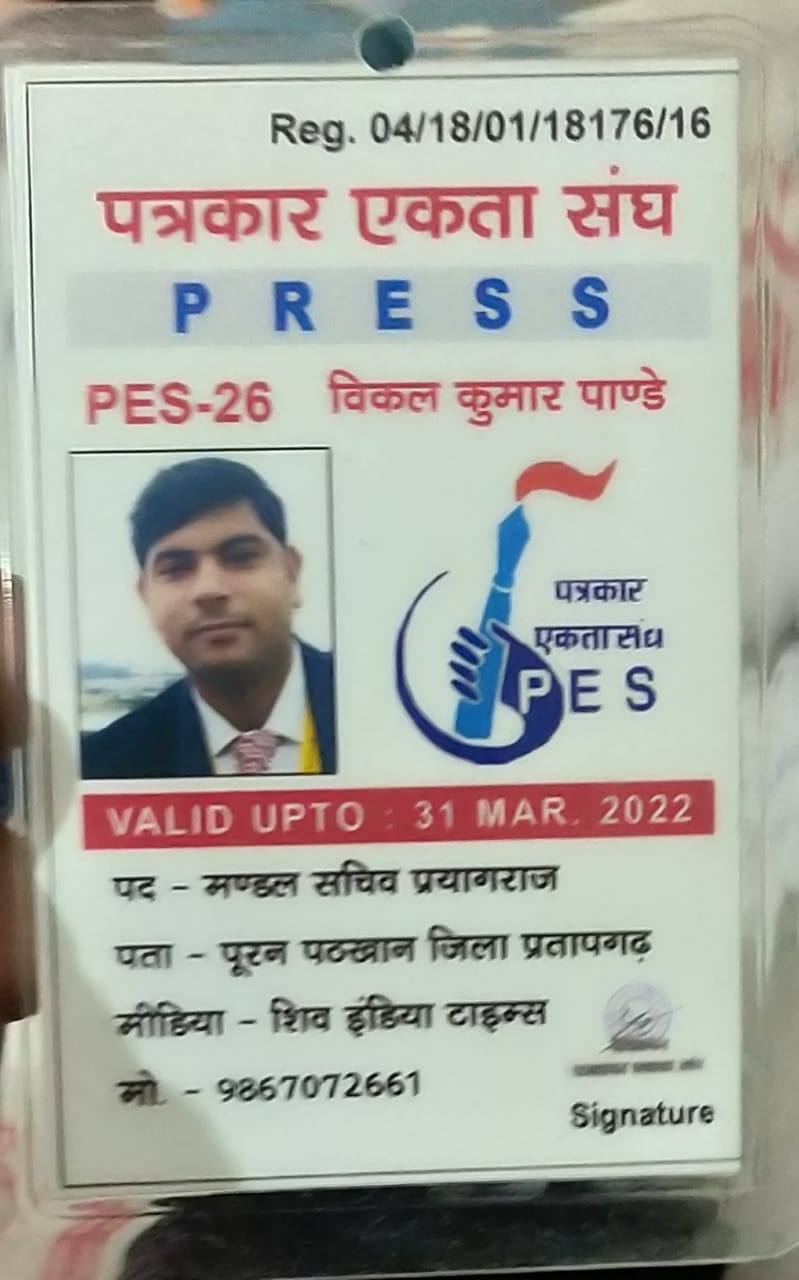 Reg. 04/18/01/18176/16
पत्रकार एकता संघ
PRESS
PES-26 विकल कुमार पाण्डे
पत्रकार
एकता संघ
PES
VALID UPTO : 31 MAR. 2022
पद - मण्डल सचिव प्रयागराज
पता - पूरन पठखान जिला प्रतापगढ़
मीडिया - शिव इंडिया टाइम्स
मो. - 9867072661
Signature